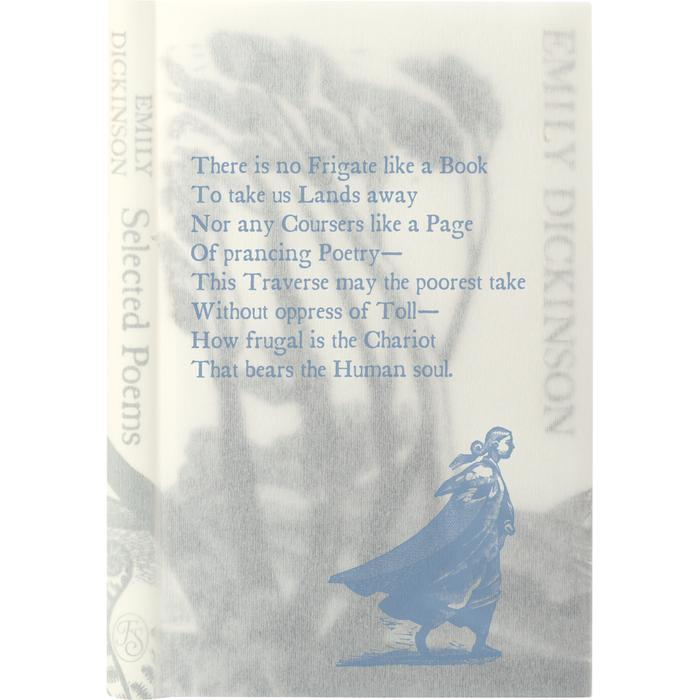 EMILY
DICKINSON
Selected Poems
FS
EMILY DICKINSON
There is no Frigate like a Book
To take us Lands away
Nor any Coursers like a Page
Of prancing Poetry—
This Traverse may the poorest take
Without oppress of Toll—
How frugal is the Chariot
That bears the Human soul.